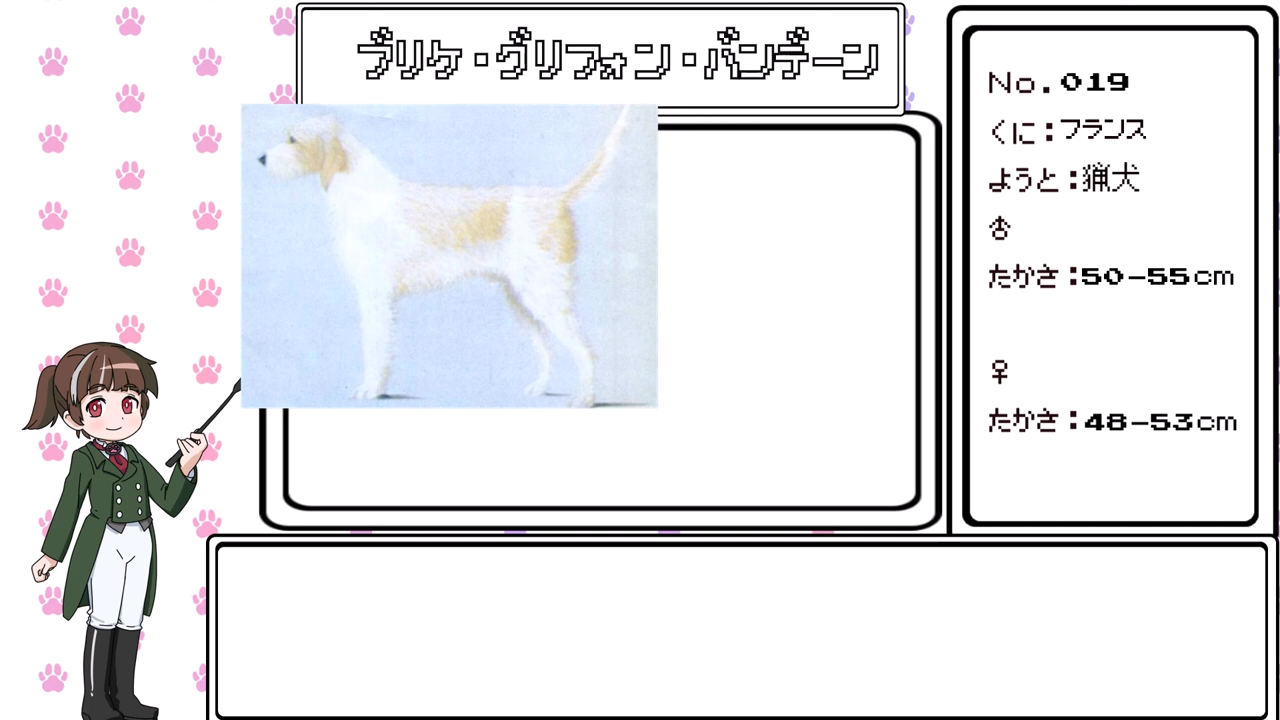 ブリケ・グリフォン・バンデーン
No.019
くに:フランス
ようと:猟犬
♂
たかさ:50-55cm
♀
たかさ:48-53cm